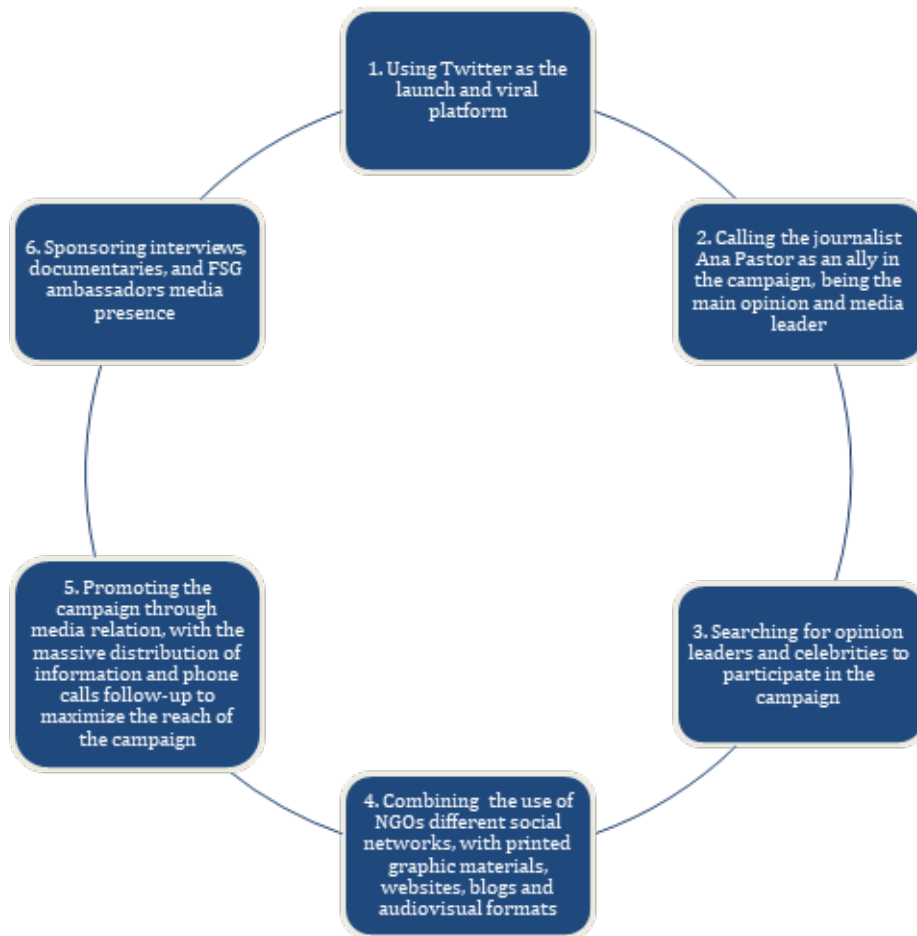 1. Using Twitter as the
launch and viral
platform
2. Calling the journalist
Ana Pastor as an ally in
the campaign, being the
main opinion and media
leader
3. Searching for opinion
leaders and celebrities to
participate in the
campaign
4. Combining the use of
NGOs different social
networks, with printed
graphic materials,
websites, blogs and
audiovisual formats
5. Promoting the
campaign through
media relation, with the
massive distribution of
information and phone
calls follow-up to
maximize the reach of
the campaign
6. Sponsoring interviews,
documentaries, and FSG
ambassadors media
presence